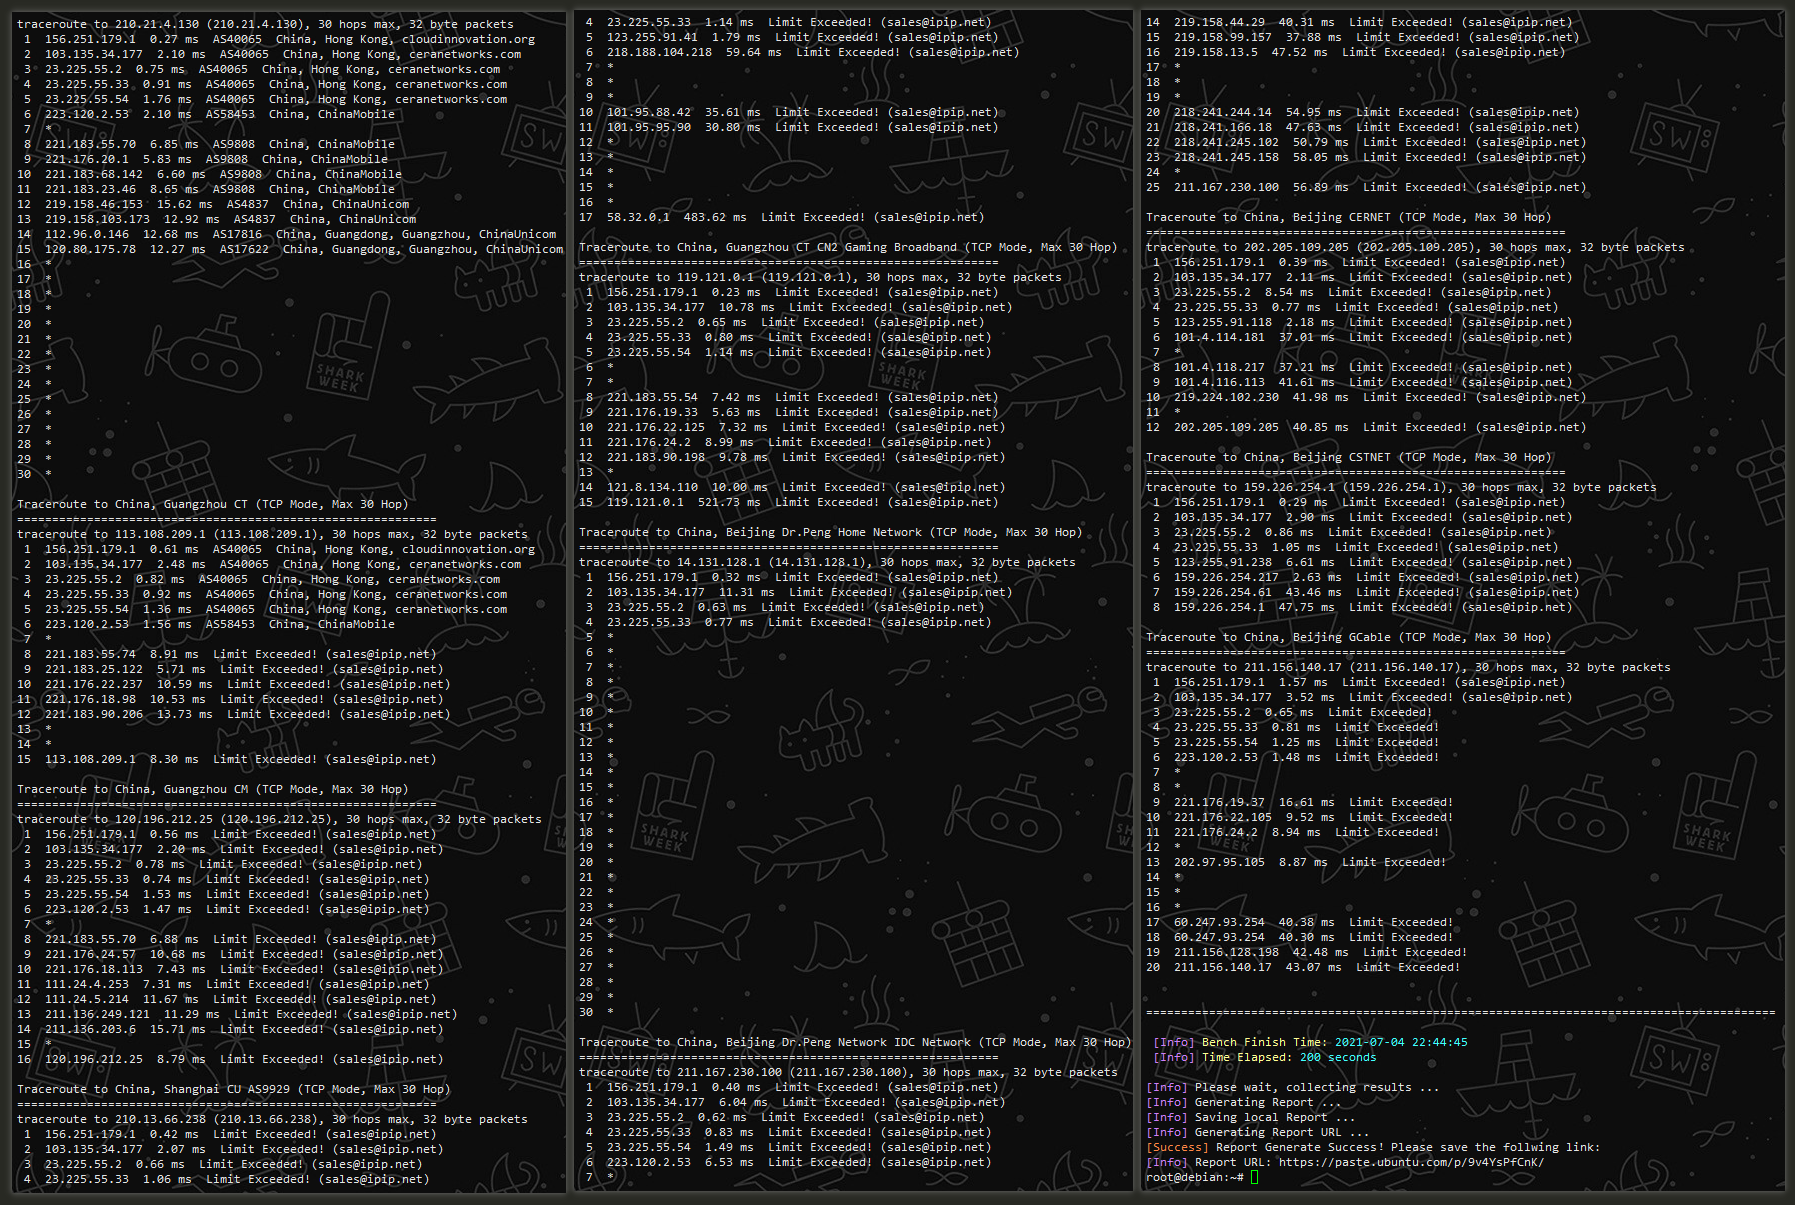 traceroute to 210.21.4.130 (210.21.4.130), 30 hops max, 32 byte packets
 1  156.251.179.1  0.27 ms  AS40065  China, Hong Kong, cloudinnovation.org
 2  103.135.34.177  2.10 ms  AS40065  China, Hong Kong, ceranetworks.com
 3  23.225.55.2  0.75 ms  AS40065  China, Hong Kong, ceranetworks.com
 4  23.225.55.33  0.91 ms  AS40065  China, Hong Kong, ceranetworks.com
 5  23.225.55.54  1.76 ms  AS40065  China, Hong Kong, ceranetworks.com
 6  223.120.2.53  2.10 ms  AS58453  China, ChinaMobile
 7  *
 8  221.183.55.70  6.85 ms  AS9808  China, ChinaMobile
 9  221.176.20.1  5.83 ms  AS9808  China, ChinaMobile
10  221.183.68.142  6.60 ms  AS9808  China, ChinaMobile
11  221.183.23.46  8.65 ms  AS9808  China, ChinaMobile
12  219.158.46.153  15.62 ms  AS4837  China, ChinaUnicom
13  219.158.103.173  12.92 ms  AS4837  China, ChinaUnicom
14  112.96.0.146  12.68 ms  AS17816  China, Guangdong, Guangzhou, ChinaUnicom
15  120.80.175.78  12.27 ms  AS17622  China, Guangdong, Guangzhou, ChinaUnicom
16  *
17  *
18  *
19  *
20  *
21  *
22  *
23  *
24  *
25  *
26  *
27  *
28  *
29  *
30  *
Traceroute to China, Guangzhou CT (TCP Mode, Max 30 Hop)
============================================================
traceroute to 113.108.209.1 (113.108.209.1), 30 hops max, 32 byte packets
 1  156.251.179.1  0.61 ms  AS40065  China, Hong Kong, cloudinnovation.org
 2  103.135.34.177  2.48 ms  AS40065  China, Hong Kong, ceranetworks.com
 3  23.225.55.2  0.82 ms  AS40065  China, Hong Kong, ceranetworks.com
 4  23.225.55.33  0.92 ms  AS40065  China, Hong Kong, ceranetworks.com
 5  23.225.55.54  1.36 ms  AS40065  China, Hong Kong, ceranetworks.com
 6  223.120.2.53  1.56 ms  AS58453  China, ChinaMobile
 7  *
 8  221.183.55.74  8.91 ms  Limit Exceeded! (sales@ipip.net)
 9  221.183.25.122  5.71 ms  Limit Exceeded! (sales@ipip.net)
10  221.176.22.237  10.59 ms  Limit Exceeded! (sales@ipip.net)
11  221.176.18.98  10.53 ms  Limit Exceeded! (sales@ipip.net)
12  221.183.90.206  13.73 ms  Limit Exceeded! (sales@ipip.net)
13  *
14  *
15  113.108.209.1  8.30 ms  Limit Exceeded! (sales@ipip.net)
Traceroute to China, Guangzhou CM (TCP Mode, Max 30 Hop)
============================================================
traceroute to 120.196.212.25 (120.196.212.25), 30 hops max, 32 byte packets
 1  156.251.179.1  0.56 ms  Limit Exceeded! (sales@ipip.net)
 2  103.135.34.177  2.20 ms  Limit Exceeded! (sales@ipip.net)
 3  23.225.55.2  0.78 ms  Limit Exceeded! (sales@ipip.net)
 4  23.225.55.33  0.74 ms  Limit Exceeded! (sales@ipip.net)
 5  23.225.55.54  1.53 ms  Limit Exceeded! (sales@ipip.net)
 6  223.120.2.53  1.47 ms  Limit Exceeded! (sales@ipip.net)
 7  *
 8  221.183.55.70  6.88 ms  Limit Exceeded! (sales@ipip.net)
 9  221.176.24.57  10.68 ms  Limit Exceeded! (sales@ipip.net)
10  221.176.18.113  7.43 ms  Limit Exceeded! (sales@ipip.net)
11  111.24.4.253  7.31 ms  Limit Exceeded! (sales@ipip.net)
12  111.24.5.214  11.67 ms  Limit Exceeded! (sales@ipip.net)
13  211.136.249.121  11.29 ms  Limit Exceeded! (sales@ipip.net)
14  211.136.203.6  15.71 ms  Limit Exceeded! (sales@ipip.net)
15  *
16  120.196.212.25  8.79 ms  Limit Exceeded! (sales@ipip.net)
Traceroute to China, Shanghai CU AS9929 (TCP Mode, Max 30 Hop)
============================================================
traceroute to 210.13.66.238 (210.13.66.238), 30 hops max, 32 byte packets
 1  156.251.179.1  0.42 ms  Limit Exceeded! (sales@ipip.net)
 2  103.135.34.177  2.07 ms  Limit Exceeded! (sales@ipip.net)
 3  23.225.55.2  0.66 ms  Limit Exceeded! (sales@ipip.net)
 4  23.225.55.33  1.06 ms  Limit Exceeded! (sales@ipip.net)
 4  23.225.55.33  1.14 ms  Limit Exceeded! (sales@ipip.net)
 5  123.255.91.41  1.79 ms  Limit Exceeded! (sales@ipip.net)
 6  218.188.104.218  59.64 ms  Limit Exceeded! (sales@ipip.net)
 7  *
 8  *
 9  *
10  101.95.88.42  35.61 ms  Limit Exceeded! (sales@ipip.net)
11  101.95.95.90  30.80 ms  Limit Exceeded! (sales@ipip.net)
12  *
13  *
14  *
15  *
16  *
17  58.32.0.1  483.62 ms  Limit Exceeded! (sales@ipip.net)
Traceroute to China, Guangzhou CT CN2 Gaming Broadband (TCP Mode, Max 30 Hop)
============================================================
traceroute to 119.121.0.1 (119.121.0.1), 30 hops max, 32 byte packets
 1  156.251.179.1  0.23 ms  Limit Exceeded! (sales@ipip.net)
 2  103.135.34.177  10.78 ms  Limit Exceeded! (sales@ipip.net)
 3  23.225.55.2  0.65 ms  Limit Exceeded! (sales@ipip.net)
 4  23.225.55.33  0.80 ms  Limit Exceeded! (sales@ipip.net)
 5  23.225.55.54  1.14 ms  Limit Exceeded! (sales@ipip.net)
 6  *
 7  *
 8  221.183.55.54  7.42 ms  Limit Exceeded! (sales@ipip.net)
 9  221.176.19.33  5.63 ms  Limit Exceeded! (sales@ipip.net)
10  221.176.22.125  7.32 ms  Limit Exceeded! (sales@ipip.net)
11  221.176.24.2  8.99 ms  Limit Exceeded! (sales@ipip.net)
12  221.183.90.198  9.78 ms  Limit Exceeded! (sales@ipip.net)
13  *
14  121.8.134.110  10.00 ms  Limit Exceeded! (sales@ipip.net)
15  119.121.0.1  521.73 ms  Limit Exceeded! (sales@ipip.net)
Traceroute to China, Beijing Dr.Peng Home Network (TCP Mode, Max 30 Hop)
============================================================
traceroute to 14.131.128.1 (14.131.128.1), 30 hops max, 32 byte packets
 1  156.251.179.1  0.32 ms  Limit Exceeded! (sales@ipip.net)
 2  103.135.34.177  11.31 ms  Limit Exceeded! (sales@ipip.net)
 3  23.225.55.2  0.63 ms  Limit Exceeded! (sales@ipip.net)
 4  23.225.55.33  0.77 ms  Limit Exceeded! (sales@ipip.net)
 5  *
 6  *
 7  *
 8  *
 9  *
10  *
11  *
12  *
13  *
14  *
15  *
16  *
17  *
18  *
19  *
20  *
21  *
22  *
23  *
24  *
25  *
26  *
27  *
28  *
29  *
30  *
Traceroute to China, Beijing Dr.Peng Network IDC Network (TCP Mode, Max 30 Hop)
============================================================
traceroute to 211.167.230.100 (211.167.230.100), 30 hops max, 32 byte packets
 1  156.251.179.1  0.40 ms  Limit Exceeded! (sales@ipip.net)
 2  103.135.34.177  6.04 ms  Limit Exceeded! (sales@ipip.net)
 3  23.225.55.2  0.62 ms  Limit Exceeded! (sales@ipip.net)
 4  23.225.55.33  0.83 ms  Limit Exceeded! (sales@ipip.net)
 5  23.225.55.54  1.49 ms  Limit Exceeded! (sales@ipip.net)
 6  223.120.2.53  6.53 ms  Limit Exceeded! (sales@ipip.net)
 7  *
14  219.158.44.29  40.31 ms  Limit Exceeded! (sales@ipip.net)
15  219.158.99.157  37.88 ms  Limit Exceeded! (sales@ipip.net)
16  219.158.13.5  47.52 ms  Limit Exceeded! (sales@ipip.net)
17  *
18  *
19  *
20  218.241.244.14  54.95 ms  Limit Exceeded! (sales@ipip.net)
21  218.241.166.18  47.63 ms  Limit Exceeded! (sales@ipip.net)
22  218.241.245.102  50.79 ms  Limit Exceeded! (sales@ipip.net)
23  218.241.245.158  58.05 ms  Limit Exceeded! (sales@ipip.net)
24  *
25  211.167.230.100  56.89 ms  Limit Exceeded! (sales@ipip.net)
Traceroute to China, Beijing CERNET (TCP Mode, Max 30 Hop)
============================================================
traceroute to 202.205.109.205 (202.205.109.205), 30 hops max, 32 byte packets
 1  156.251.179.1  0.39 ms  Limit Exceeded! (sales@ipip.net)
 2  103.135.34.177  2.11 ms  Limit Exceeded! (sales@ipip.net)
 3  23.225.55.2  8.54 ms  Limit Exceeded! (sales@ipip.net)
 4  23.225.55.33  0.77 ms  Limit Exceeded! (sales@ipip.net)
 5  123.255.91.118  2.18 ms  Limit Exceeded! (sales@ipip.net)
 6  101.4.114.181  37.01 ms  Limit Exceeded! (sales@ipip.net)
 7  *
 8  101.4.118.217  37.21 ms  Limit Exceeded! (sales@ipip.net)
 9  101.4.116.113  41.61 ms  Limit Exceeded! (sales@ipip.net)
10  219.224.102.230  41.98 ms  Limit Exceeded! (sales@ipip.net)
11  *
12  202.205.109.205  40.85 ms  Limit Exceeded! (sales@ipip.net)
Traceroute to China, Beijing CSTNET (TCP Mode, Max 30 Hop)
============================================================
traceroute to 159.226.254.1 (159.226.254.1), 30 hops max, 32 byte packets
 1  156.251.179.1  0.29 ms  Limit Exceeded! (sales@ipip.net)
 2  103.135.34.177  2.90 ms  Limit Exceeded! (sales@ipip.net)
 3  23.225.55.2  0.86 ms  Limit Exceeded! (sales@ipip.net)
 4  23.225.55.33  1.05 ms  Limit Exceeded! (sales@ipip.net)
 5  123.255.91.238  6.61 ms  Limit Exceeded! (sales@ipip.net)
 6  159.226.254.217  2.63 ms  Limit Exceeded! (sales@ipip.net)
 7  159.226.254.61  43.46 ms  Limit Exceeded! (sales@ipip.net)
 8  159.226.254.1  47.75 ms  Limit Exceeded! (sales@ipip.net)
Traceroute to China, Beijing GCable (TCP Mode, Max 30 Hop)
============================================================
traceroute to 211.156.140.17 (211.156.140.17), 30 hops max, 32 byte packets
 1  156.251.179.1  1.57 ms  Limit Exceeded! (sales@ipip.net)
 2  103.135.34.177  3.52 ms  Limit Exceeded! (sales@ipip.net)
 3  23.225.55.2  0.65 ms  Limit Exceeded!
 4  23.225.55.33  0.81 ms  Limit Exceeded!
 5  23.225.55.54  1.25 ms  Limit Exceeded!
 6  223.120.2.53  1.48 ms  Limit Exceeded!
 7  *
 8  *
 9  221.176.19.37  16.61 ms  Limit Exceeded!
10  221.176.22.105  9.52 ms  Limit Exceeded!
11  221.176.24.2  8.94 ms  Limit Exceeded!
12  *
13  202.97.95.105  8.87 ms  Limit Exceeded!
14  *
15  *
16  *
17  60.247.93.254  40.38 ms  Limit Exceeded!
18  60.247.93.254  40.30 ms  Limit Exceeded!
19  211.156.128.198  42.48 ms  Limit Exceeded!
20  211.156.140.17  43.07 ms  Limit Exceeded!
==========================================================================================
[Info] Bench Finish Time: 2021-07-04 22:44:45
[Info] Time Elapsed: 200 seconds
[Info] Please wait, collecting results ...
[Info] Generating Report ...
[Info] Saving local Report ...
[Info] Generating Report URL ...
[Success] Report Generate Success! Please save the follwing link:
[Info] Report URL: https://paste.ubuntu.com/p/9v4YsPfCnK/
root@debian:~#
SW
SHARK WEEK
SHARK WEEK
SW
SW
SHARK WEEK
SHARK WEEK
SW
SW
SW
SHARK WEEK
SW